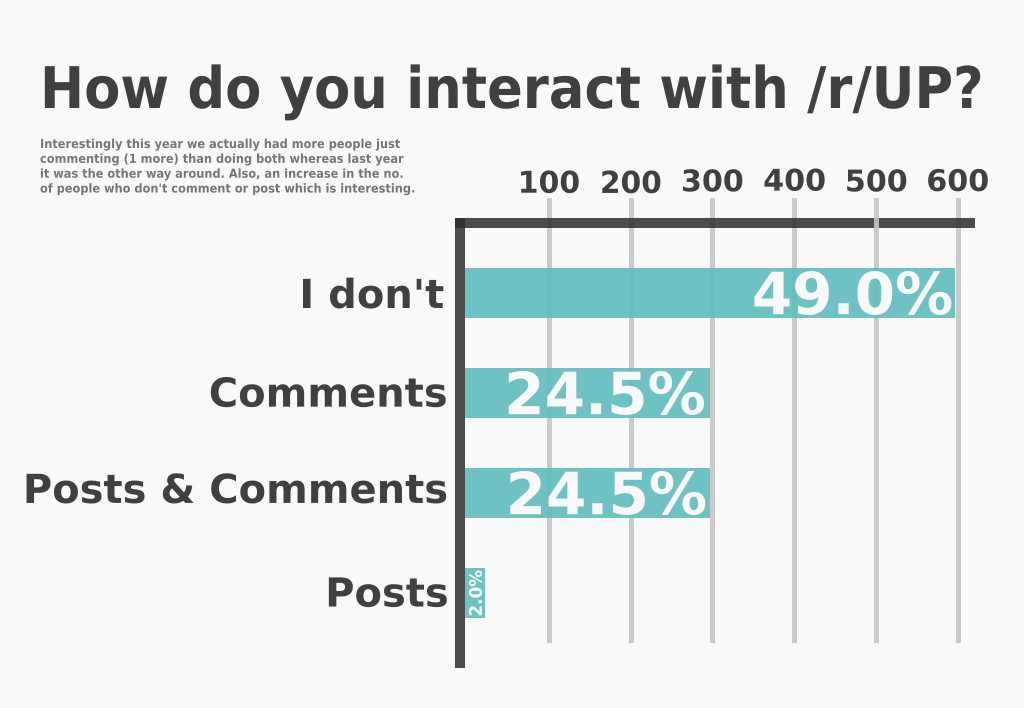 How do you interact with /r/UP?
Interestingly this year we actually had more people just
commenting (1 more) than doing both whereas last year
it was the other way around. Also, an increase in the no.
of people who don't comment or post which is interesting.
100 200 300 400 500 600
I don't 49.0%
Comments 24.5%
Posts & Comments 24.5%
Posts 2.0%